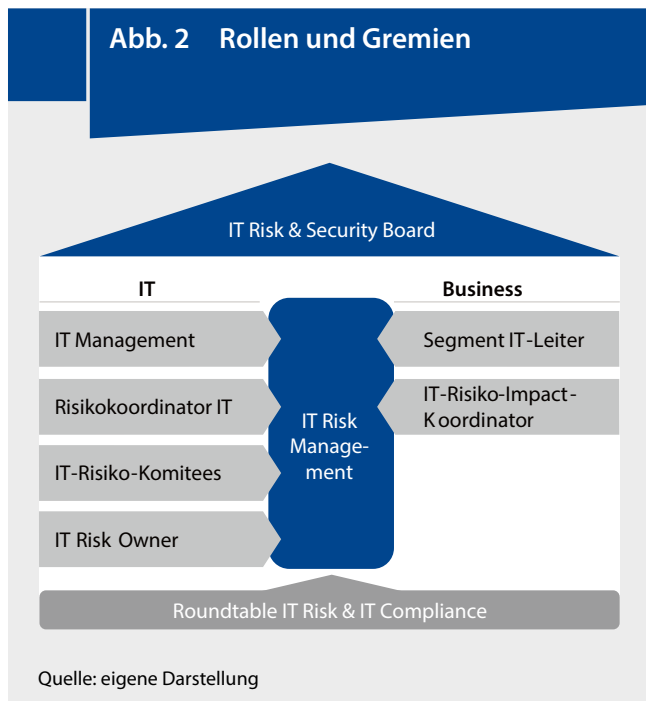 Abb. 2 Rollen und Gremien
IT Risk & Security Board
IT
IT Management
Risikokoordinator IT
IT-Risiko-Komitees
IT Risk Owner
IT Risk
Manage-
ment
Business
Segment IT-Leiter
IT-Risiko-Impact-
Koordinator
Roundtable IT Risk & IT Compliance
Quelle: eigene Darstellung